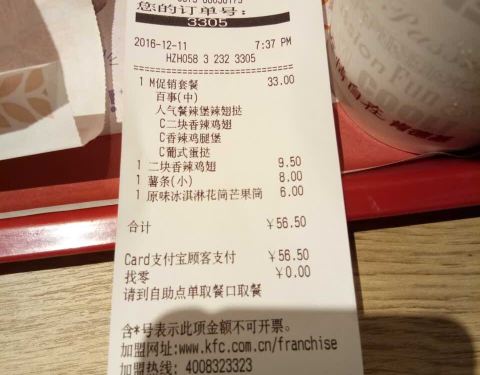 您的订单号:
3305
2016-12-11 7:37 PM
HZH058 3 232 3305
1 M促销套餐 33.00
百事(中)
人气餐辣堡辣翅挞
C二块香辣鸡翅
C香辣鸡腿堡
C葡式蛋挞
1 二块香辣鸡翅 9.50
1 薯条(小) 8.00
1 原味冰淇淋花筒芒果筒 6.00
合计 ¥56.50
Card支付宝顾客支付 ¥56.50
找零 ¥0.00
请到自助点单取餐口取餐
含*号表示此项金额不可开票。
加盟网址:www.kfc.com.cn/franchise
加盟热线: 4008323323